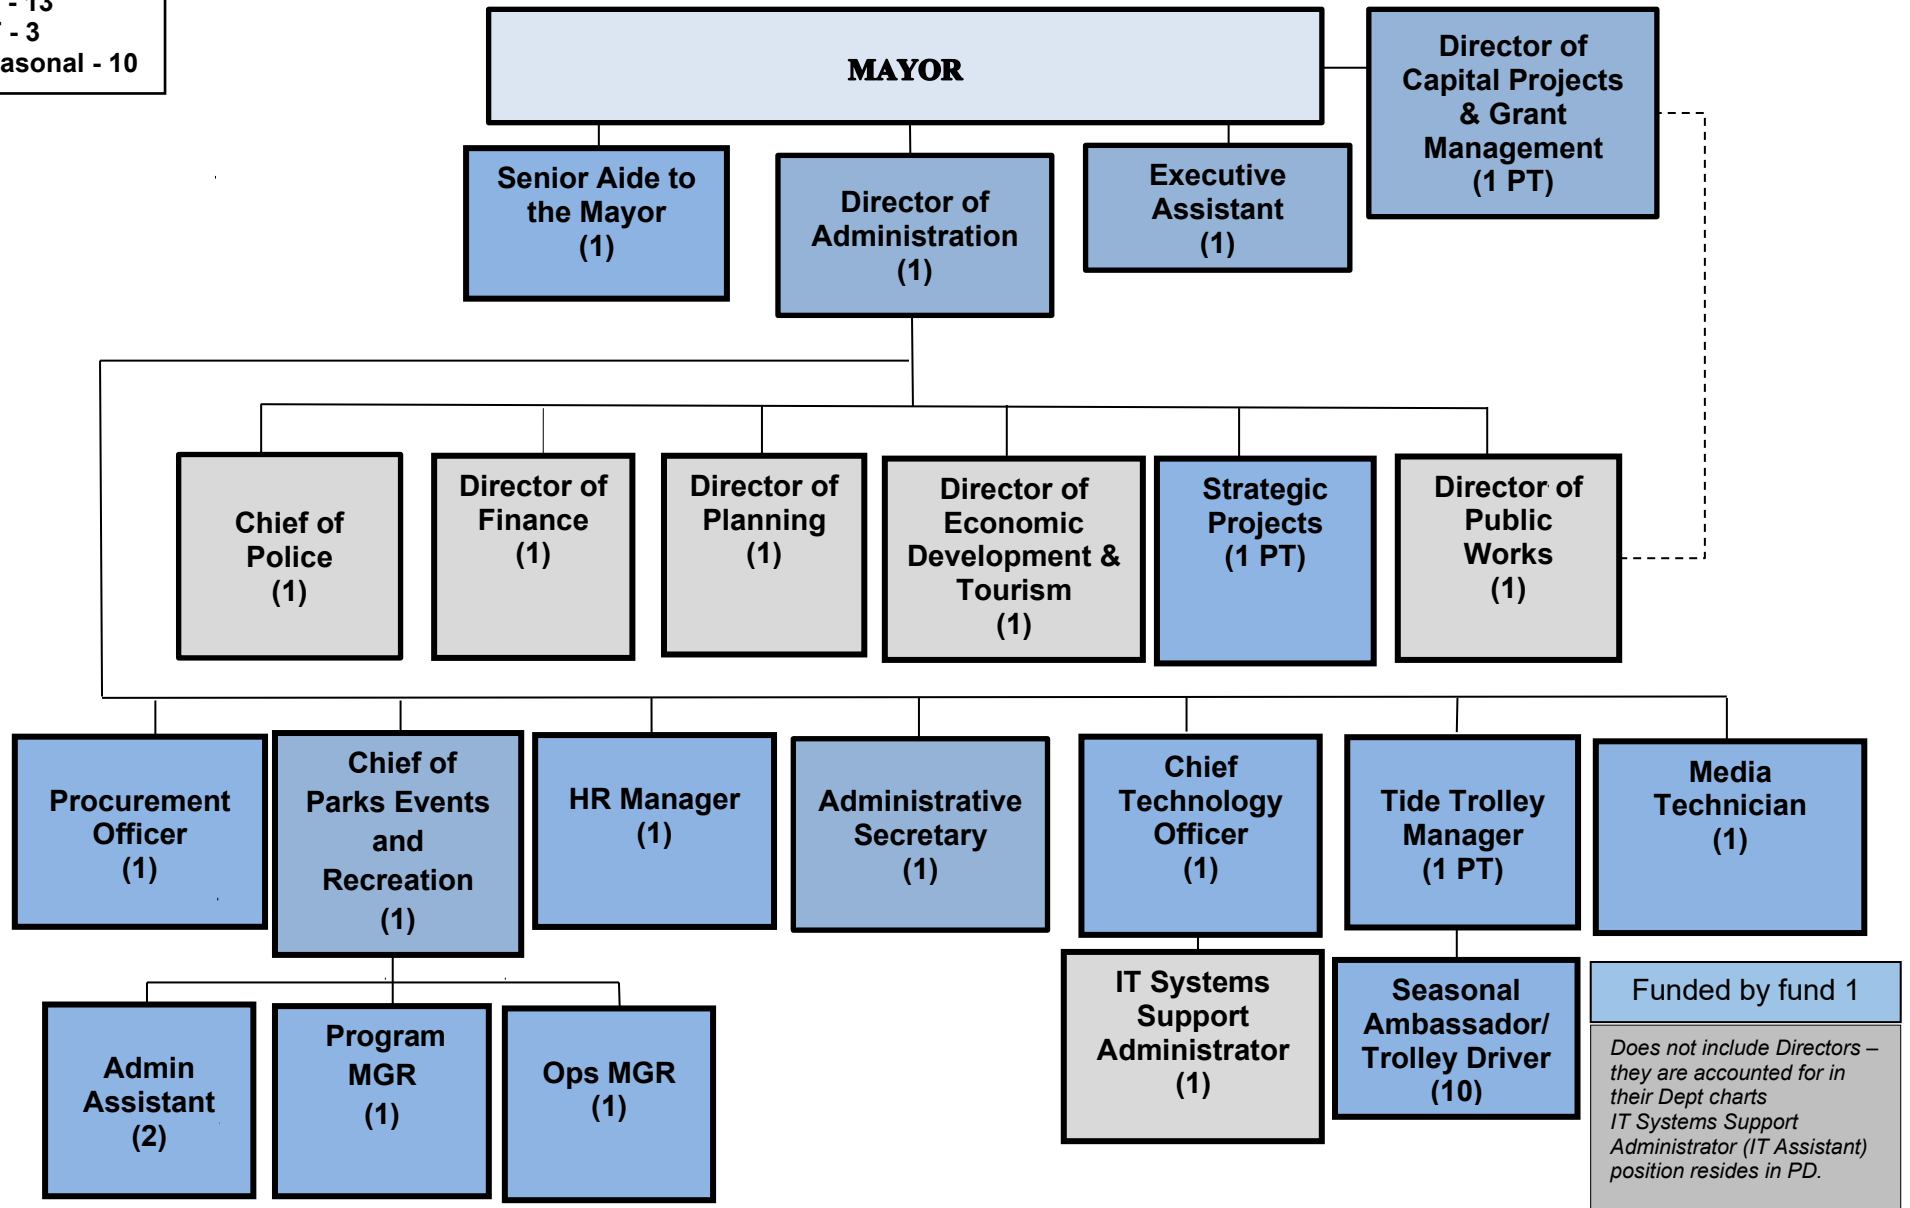 - 13
- 3
asonal - 10
MAYOR
Director of
Capital Projects
& Grant
Management
(1 PT)
Senior Aide to
the Mayor
(1)
Director of
Administration
(1)
Executive
Assistant
(1)
Chief of
Police
(1)
Director of
Finance
(1)
Director of
Planning
(1)
Director of
Economic
Development &
Tourism
(1)
Strategic
Projects
(1 PT)
Director of
Public
Works
(1)
Procurement
Officer
(1)
Chief of
Parks Events
and
Recreation
(1)
HR Manager
(1)
Administrative
Secretary
(1)
Chief
Technology
Officer
(1)
Tide Trolley
Manager
(1 PT)
Media
Technician
(1)
Admin
Assistant
(2)
Program
MGR
(1)
Ops MGR
(1)
IT Systems
Support
Administrator
(1)
Seasonal
Ambassador/
Trolley Driver
(10)
Funded by fund 1
Does not include Directors –
they are accounted for in
their Dept charts
IT Systems Support
Administrator (IT Assistant)
position resides in PD.